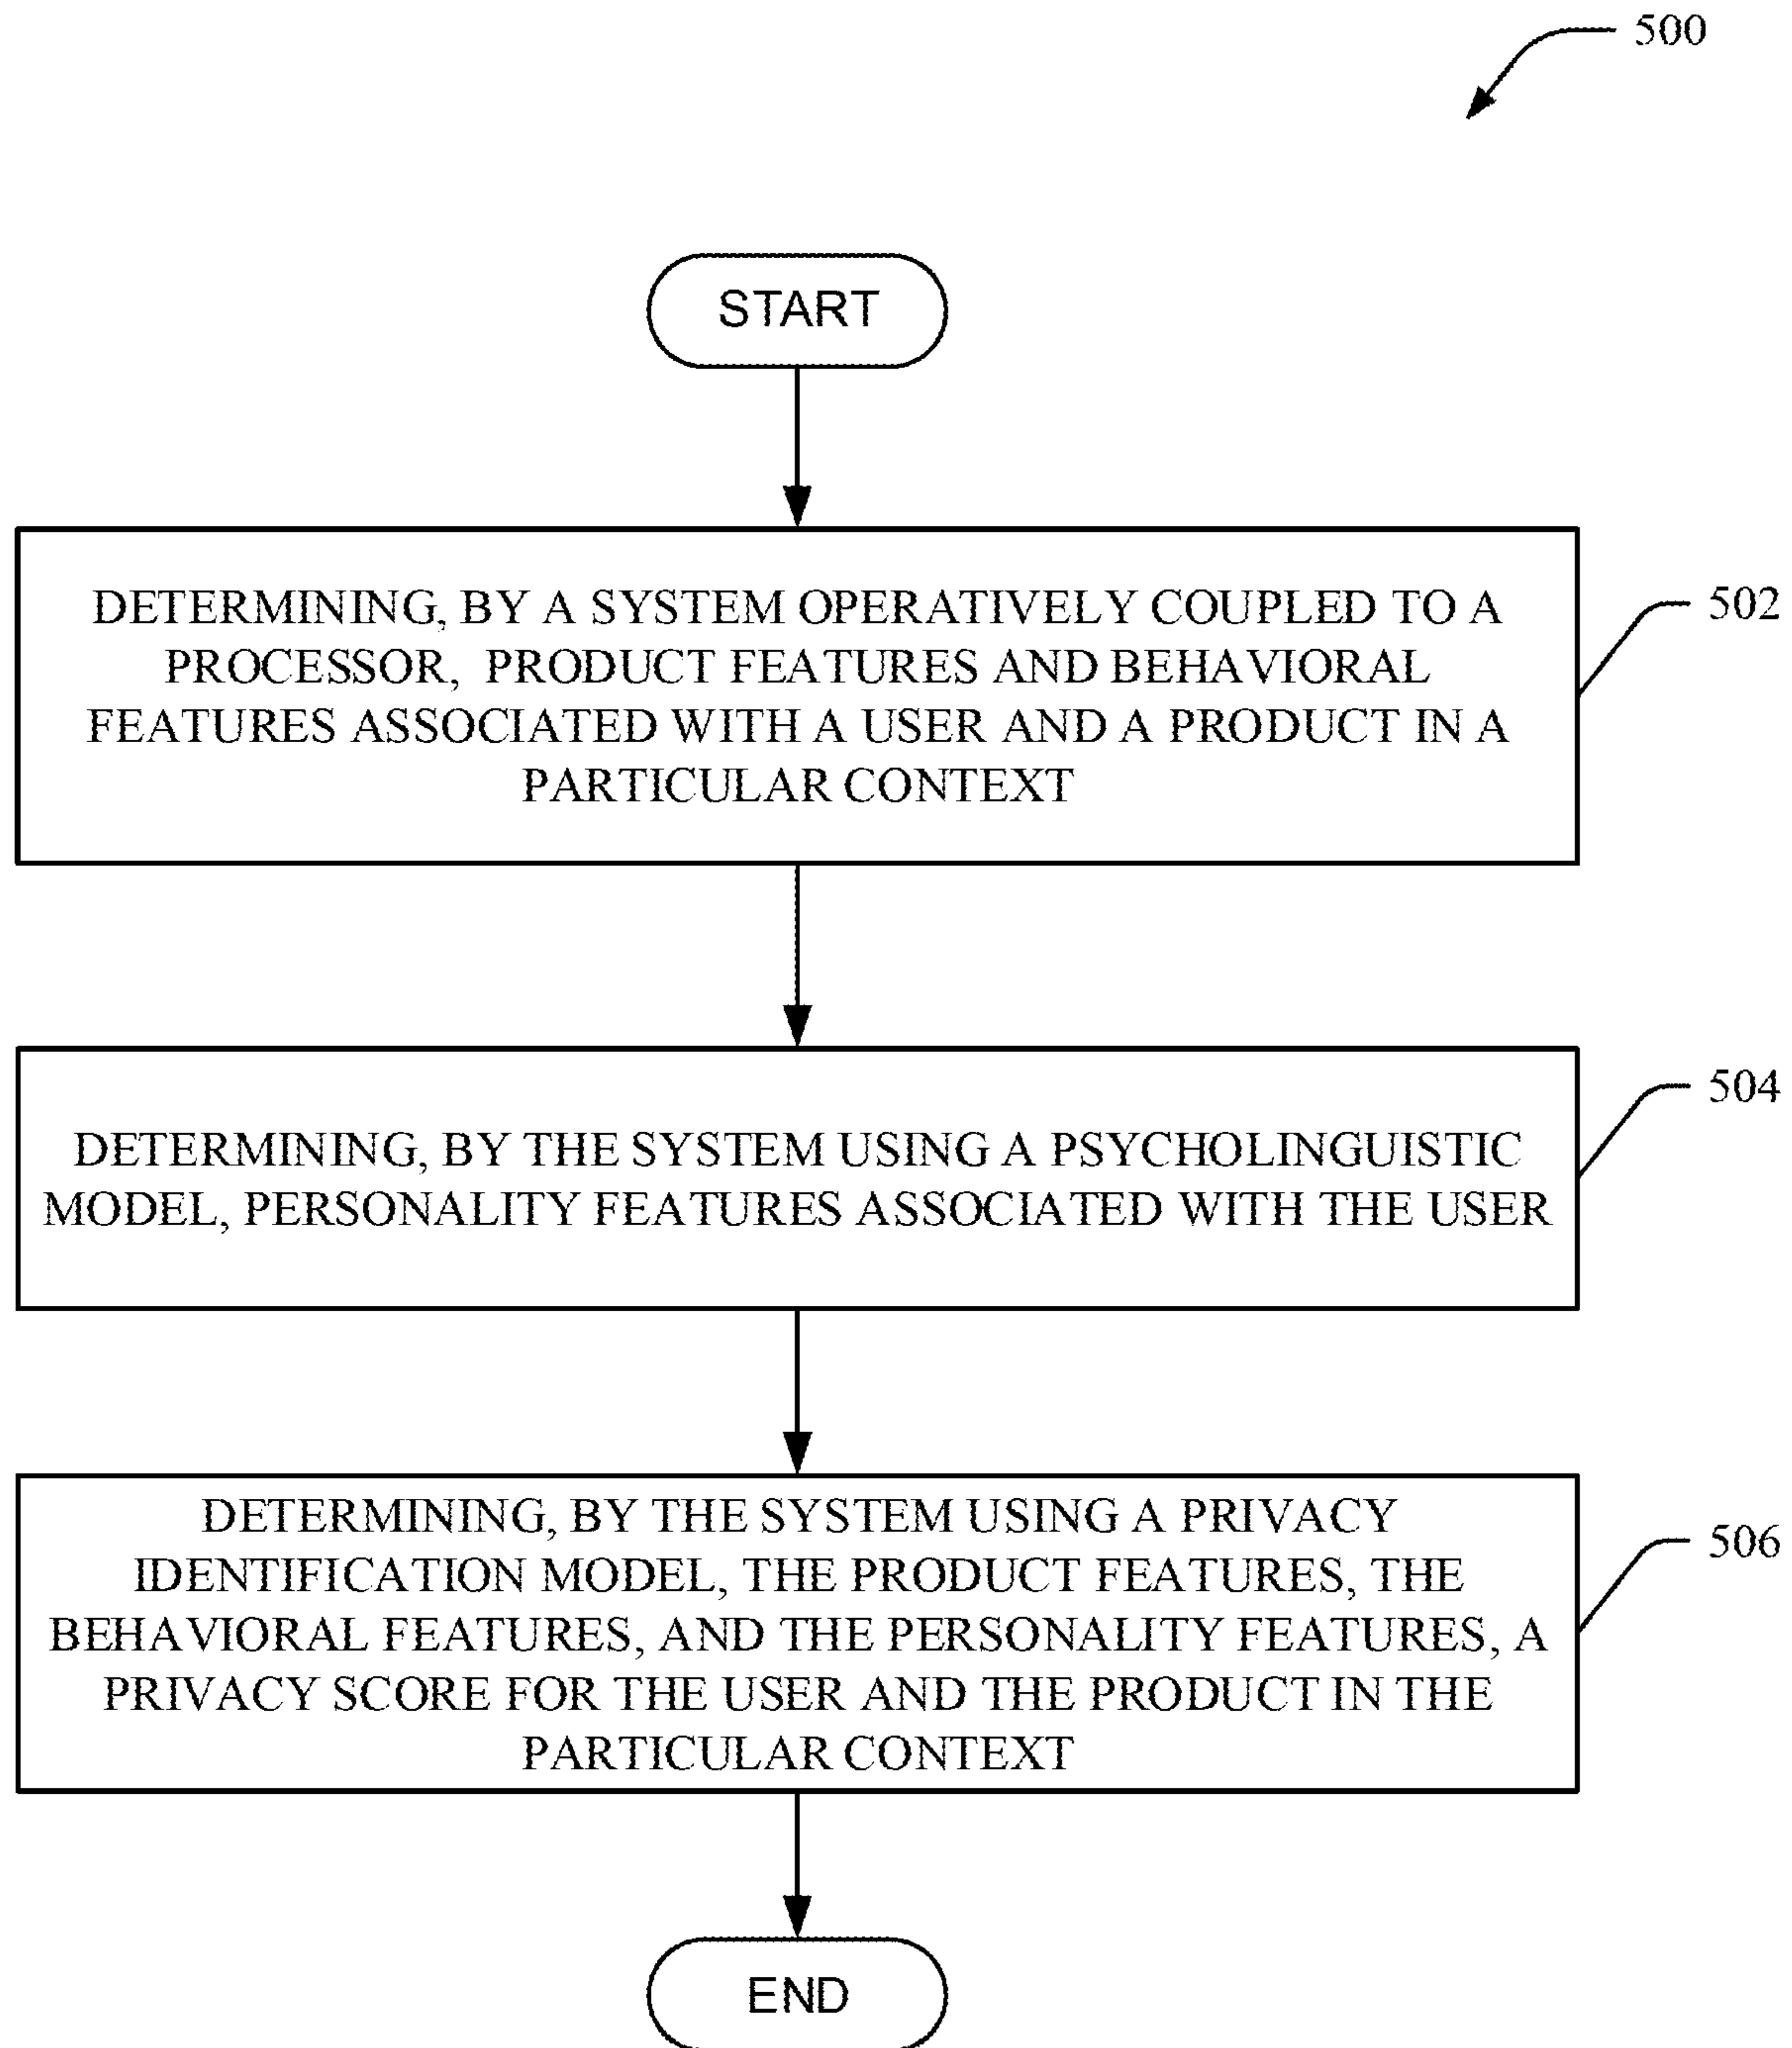 500
START
DETERMINING, BY A SYSTEM OPERATIVELY COUPLED TO A
PROCESSOR, PRODUCT FEATURES AND BEHAVIORAL
FEATURES ASSOCIATED WITH A USER AND A PRODUCT IN A
PARTICULAR CONTEXT
502
DETERMINING, BY THE SYSTEM USING A PSYCHOLINGUISTIC
MODEL, PERSONALITY FEATURES ASSOCIATED WITH THE USER
504
DETERMINING, BY THE SYSTEM USING A PRIVACY
IDENTIFICATION MODEL, THE PRODUCT FEATURES, THE
BEHAVIORAL FEATURES, AND THE PERSONALITY FEATURES, A
PRIVACY SCORE FOR THE USER AND THE PRODUCT IN THE
PARTICULAR CONTEXT
506
END